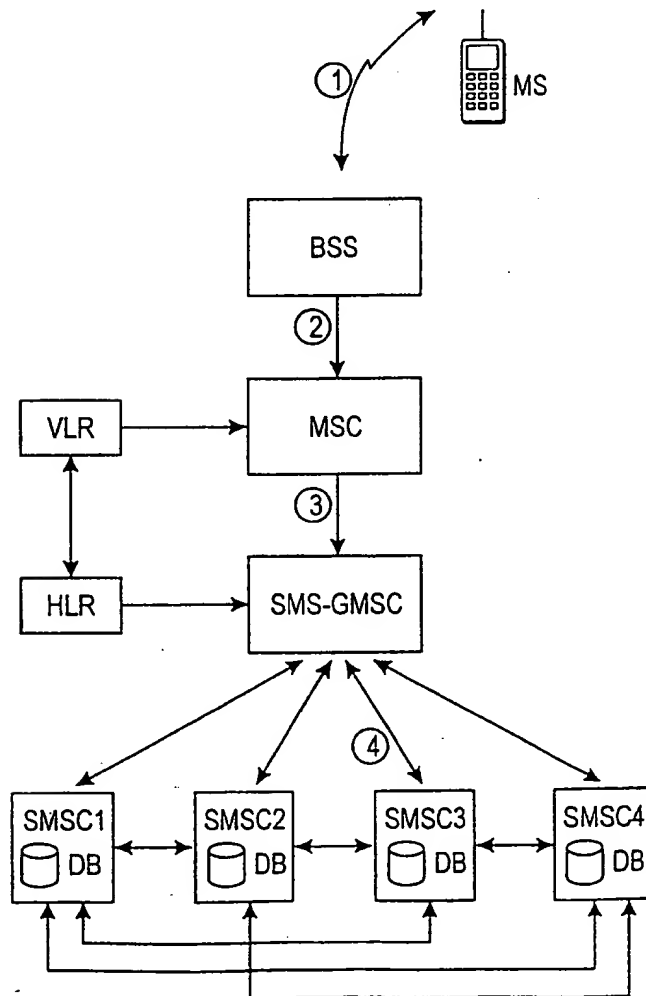 1
MS
BSS
2
VLR
MSC
3
HLR
SMS-GMSC
4
SMSC1
DB
SMSC2
DB
SMSC3
DB
SMSC4
DB